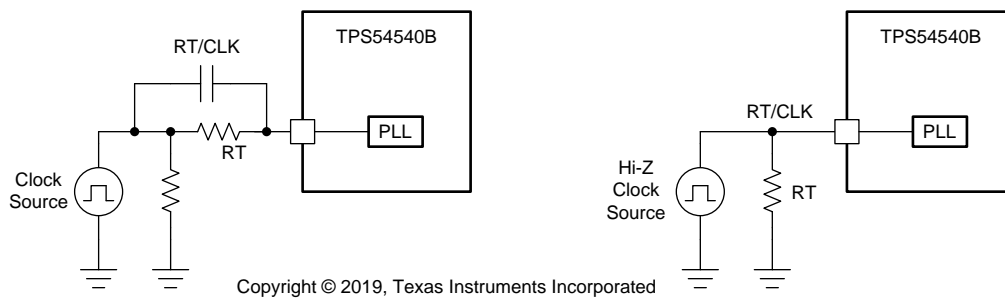 TPS54540B
RT/CLK
PLL
RT
Clock
Source
TPS54540B
RT/CLK
PLL
Hi-Z
Clock
Source
RT
Copyright © 2019, Texas Instruments Incorporated